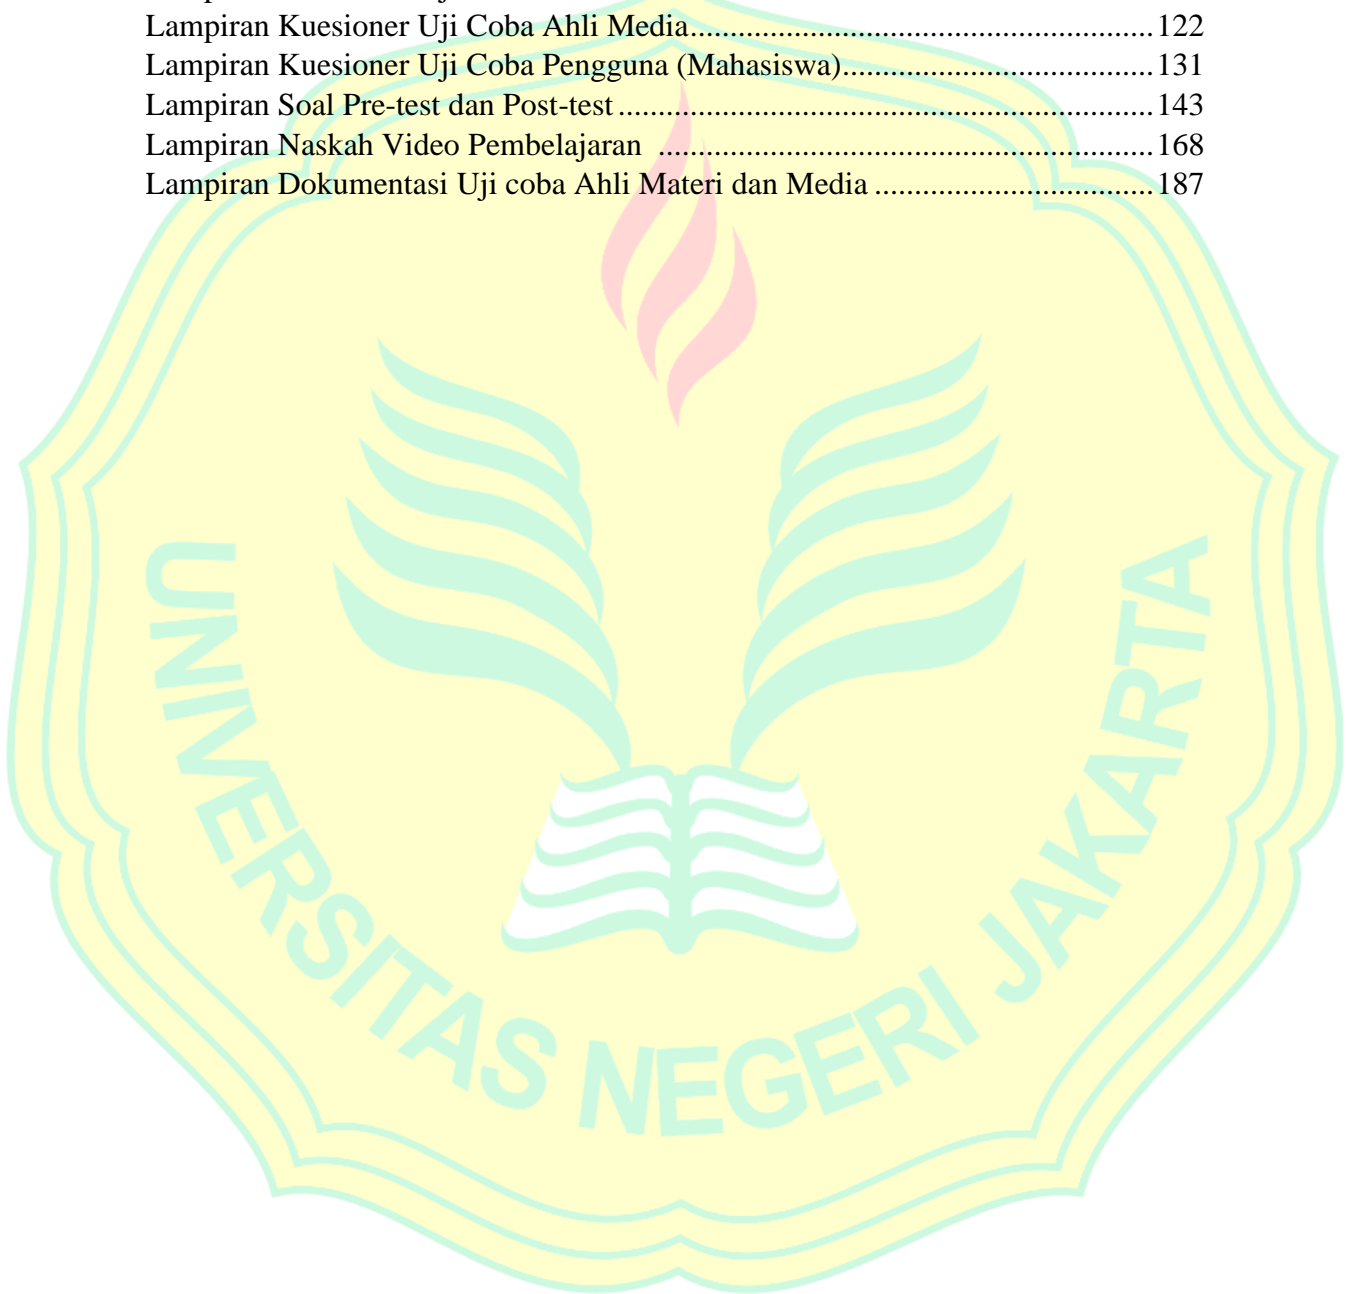 Lampiran Kuesioner Uji Coba Ahli Media..........................................................122
Lampiran Kuesioner Uji Coba Pengguna (Mahasiswa).......................................131
Lampiran Soal Pre-test dan Post-test ...................................................................143
Lampiran Naskah Video Pembelajaran ..............................................................168
Lampiran Dokumentasi Uji coba Ahli Materi dan Media ...................................187
UNIVERSITAS NEGERI JAKARTA